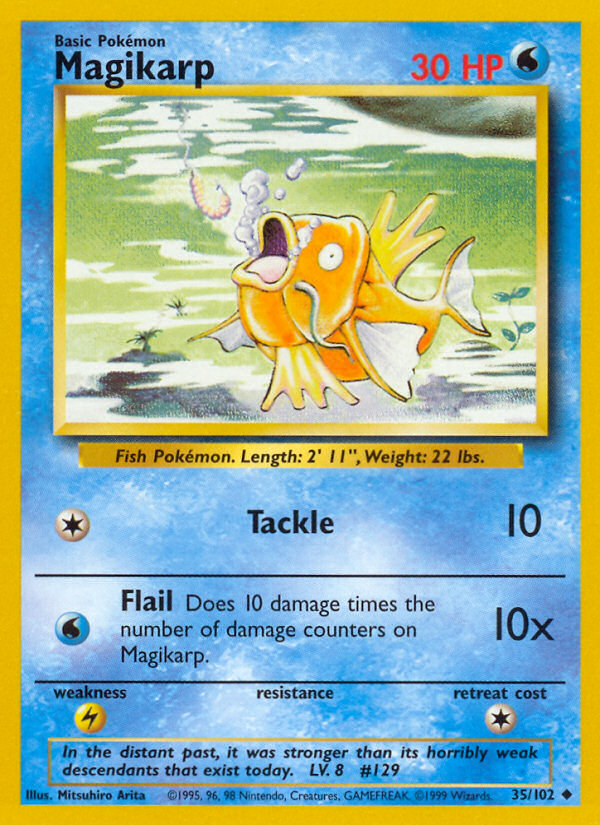 Basic Pokémon
Magikarp 30 HP
Fish Pokémon. Length: 2' 11", Weight: 22 lbs.
Tackle 10
Flail Does 10 damage times the
number of damage counters on
Magikarp.
10x
weakness resistance retreat cost
In the distant past, it was stronger than its horribly weak
descendants that exist today. LV. 8 #129
Illus. Mitsuhiro Arita ©1995, 96, 98 Nintendo, Creatures, GAMEFREAK. ©1999 Wizards. 35/102